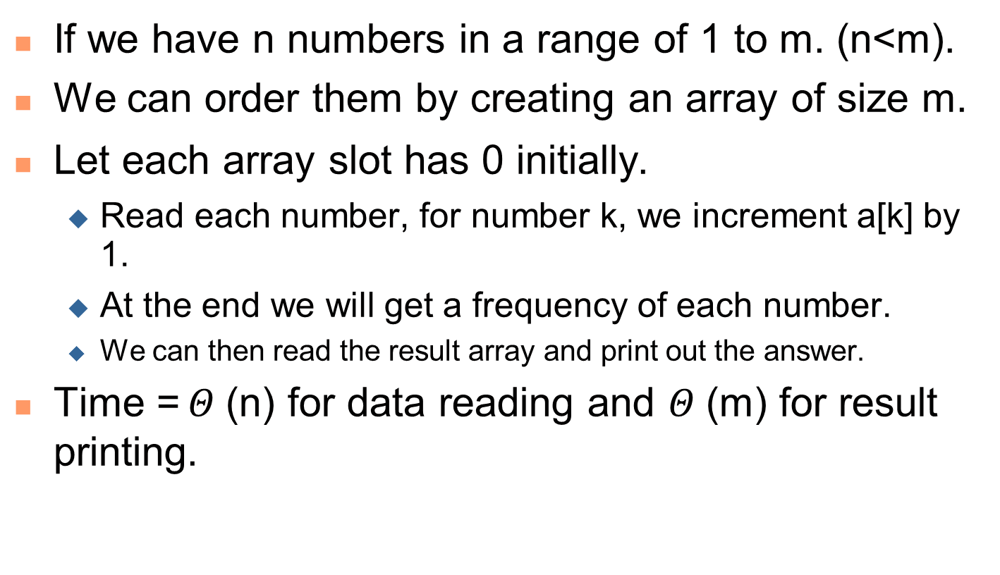 If we have n numbers in a range of 1 to m. (n<m).
We can order them by creating an array of size m.
Let each array slot has 0 initially.
Read each number, for number k, we increment a[k] by
1.
At the end we will get a frequency of each number.
We can then read the result array and print out the answer.
Time = Θ (n) for data reading and Θ (m) for result
printing.